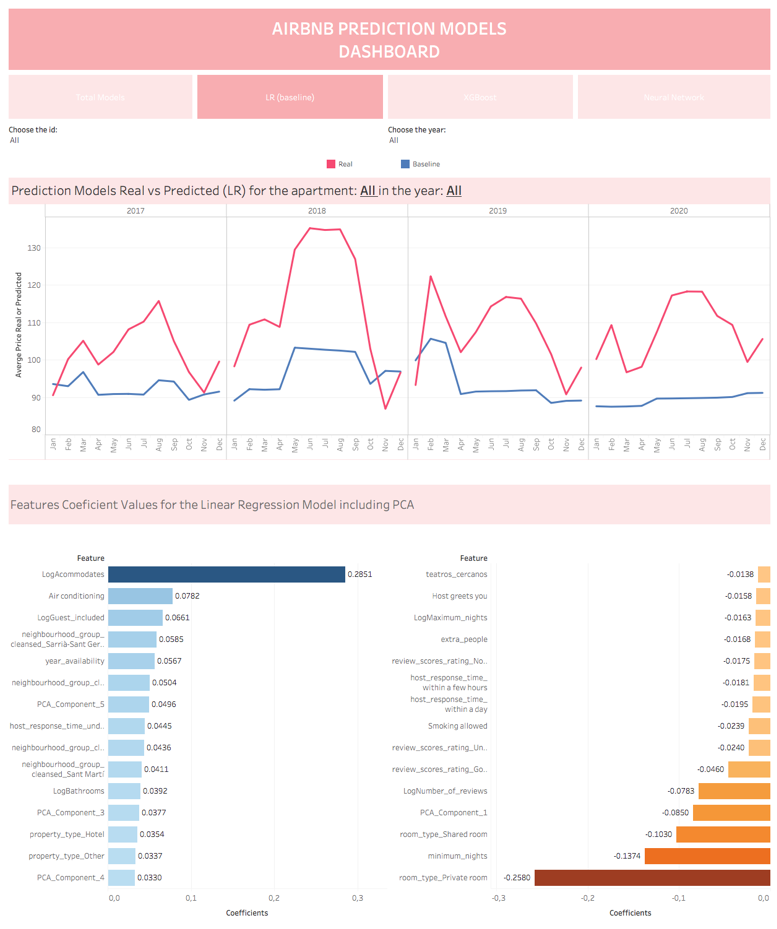 AIRBNB PREDICTION MODELS
DASHBOARD
Total Models
LR (baseline)
XGBoost
Neural Network
Choose the id:
All
Choose the year:
All
Real
Baseline
Prediction Models Real vs Predicted (LR) for the apartment: All in the year: All
2017
2018
2019
2020
Averge Price Real or Predicted
130
120
110
100
90
80
Jan Feb Mar Apr May Jun Jul Aug Sep Oct Nov Dec
Jan Feb Mar Apr May Jun Jul Aug Sep Oct Nov Dec
Jan Feb Mar Apr May Jun Jul Aug Sep Oct Nov Dec
Jan Feb Mar Apr May Jun Jul Aug Sep Oct Nov Dec
Features Coeficient Values for the Linear Regression Model including PCA
Feature
LogAcommodates 0.2851
Air conditioning 0.0782
LogGuest_included 0.0661
neighbourhood_group_
cleansed_Sarrià-Sant Ger.. 0.0585
year_availability 0.0567
neighbourhood_group_cl.. 0.0504
PCA_Component_5 0.0496
host_response_time_und.. 0.0445
neighbourhood_group_cl.. 0.0436
neighbourhood_group_
cleansed_Sant Martí 0.0411
LogBathrooms 0.0392
PCA_Component_3 0.0377
property_type_Hotel 0.0354
property_type_Other 0.0337
PCA_Component_4 0.0330
0,0 0,1 0,2 0,3
Coefficients
Feature
teatros_cercanos -0.0138
Host greets you -0.0158
LogMaximum_nights -0.0163
extra_people -0.0168
review_scores_rating_No.. -0.0175
host_response_time_
within a few hours -0.0181
host_response_time_
within a day -0.0195
Smoking allowed -0.0239
review_scores_rating_Un.. -0.0240
review_scores_rating_Go.. -0.0460
LogNumber_of_reviews -0.0783
PCA_Component_1 -0.0850
room_type_Shared room -0.1030
minimum_nights -0.1374
room_type_Private room -0.2580
-0,3 -0,2 -0,1 0,0
Coefficients